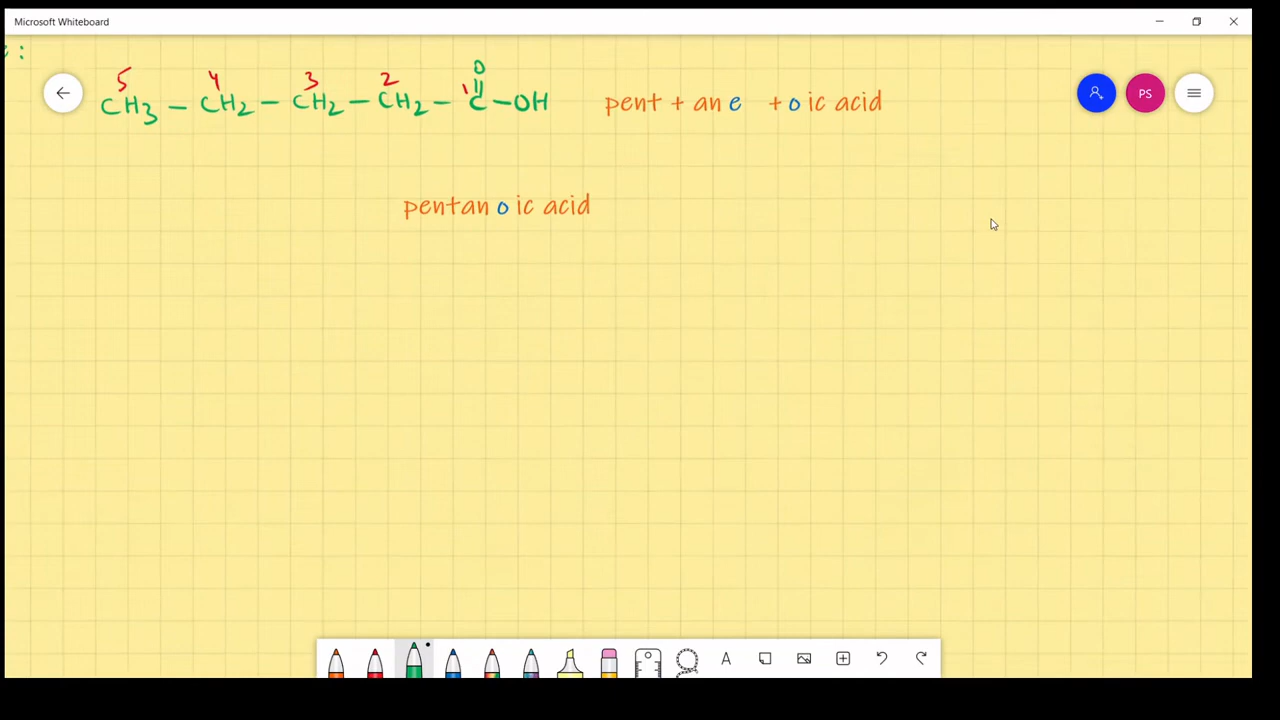 Microsoft Whiteboard
:
5 4 3 2 1 O
CH3 — CH2 — CH2 — CH2 — C — OH pent + an e + o ic acid
PS
pentan o ic acid
A